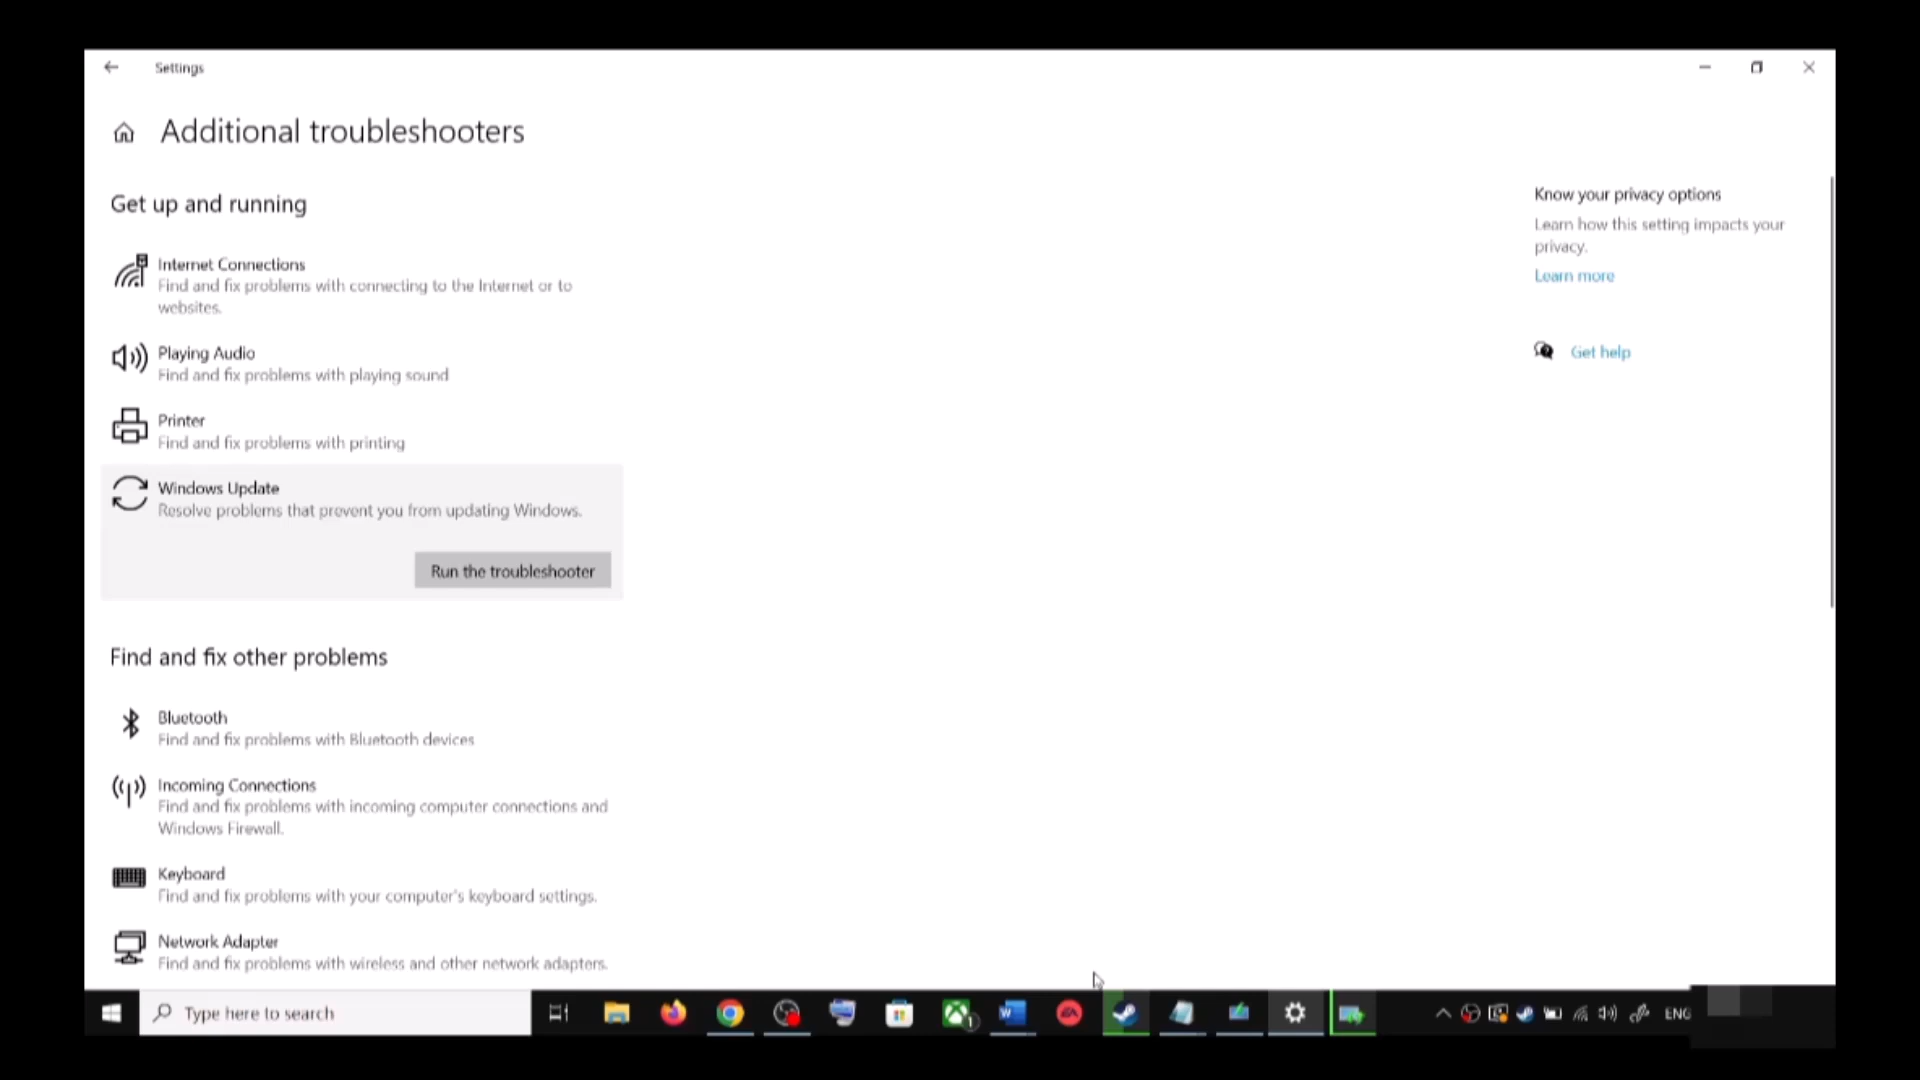 Settings
Additional troubleshooters
Get up and running
Internet Connections
Find and fix problems with connecting to the Internet or to
websites.
Playing Audio
Find and fix problems with playing sound
Printer
Find and fix problems with printing
Windows Update
Resolve problems that prevent you from updating Windows.
Run the troubleshooter
Find and fix other problems
Bluetooth
Find and fix problems with Bluetooth devices
Incoming Connections
Find and fix problems with incoming computer connections and
Windows Firewall.
Keyboard
Find and fix problems with your computer's keyboard settings.
Network Adapter
Find and fix problems with wireless and other network adapters.
Know your privacy options
Learn how this setting impacts your
privacy.
Learn more
Get help
Type here to search
1
W
EA
ENG